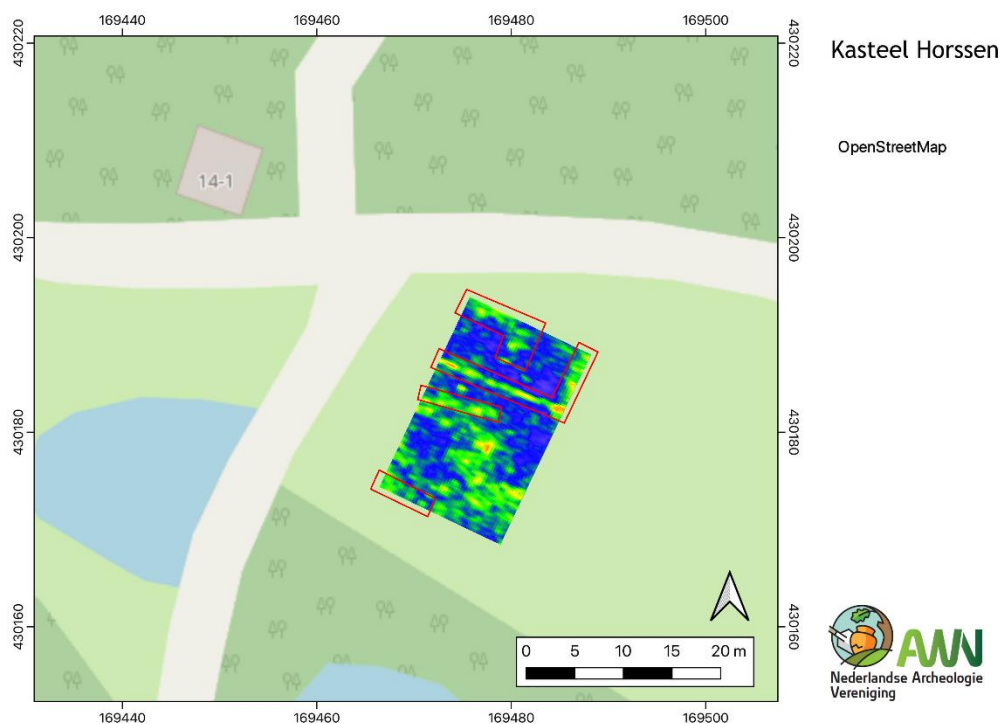 169440 169460 169480 169500
430220 430220
Kasteel Horssen
OpenStreetMap
14-1
430200 430200
430180 430180
430160 430160
0 5 10 15 20 m
AWN
Nederlandse Archeologie
Vereniging
169440 169460 169480 169500